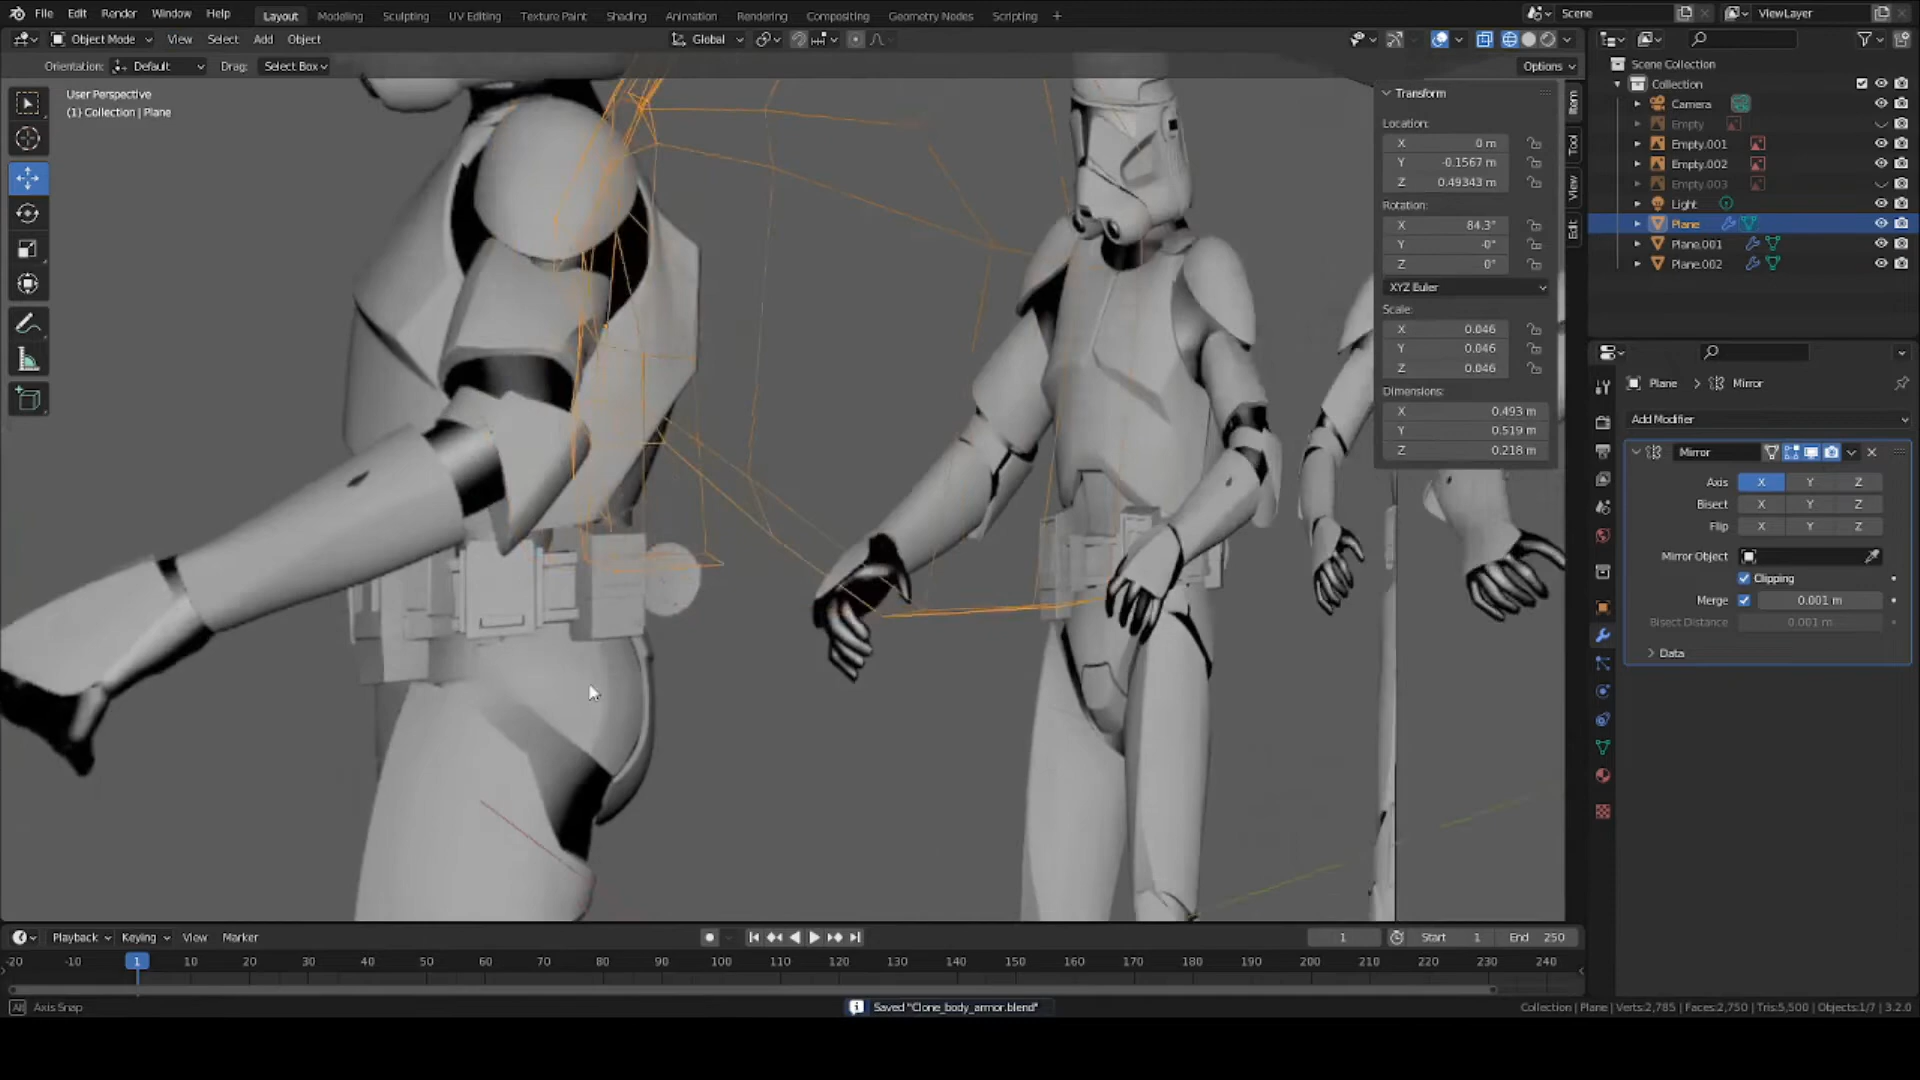 File Edit Render Window Help Layout Modeling Sculpting UV Editing Texture Paint Shading Animation Rendering Compositing Geometry Nodes Scripting + Scene ViewLayer
Object Mode View Select Add Object Global
Orientation: Default Drag: Select Box Options
User Perspective
(1) Collection | Plane
Transform
Location:
X 0 m
Y -0.1567 m
Z 0.49343 m
Rotation:
X 84.3°
Y -0°
Z 0°
XYZ Euler
Scale:
X 0.046
Y 0.046
Z 0.046
Dimensions:
X 0.493 m
Y 0.519 m
Z 0.218 m
Item
Tool
View
Edit
Scene Collection
Collection
Camera
Empty
Empty.001
Empty.002
Empty.003
Light
Plane
Plane.001
Plane.002
Plane > Mirror
Add Modifier
Mirror
Axis X Y Z
Bisect X Y Z
Flip X Y Z
Mirror Object
Clipping
Merge 0.001 m
Bisect Distance 0.001 m
Data
Playback Keying View Marker 1 Start 1 End 250
-20 -10 1 10 20 30 40 50 60 70 80 90 100 110 120 130 140 150 160 170 180 190 200 210 220 230 240
Alt Axis Snap Saved "Clone_body_armor.blend" Collection | Plane | Verts:2,785 | Faces:2,750 | Tris:5,500 | Objects:1/7 | 3.2.0